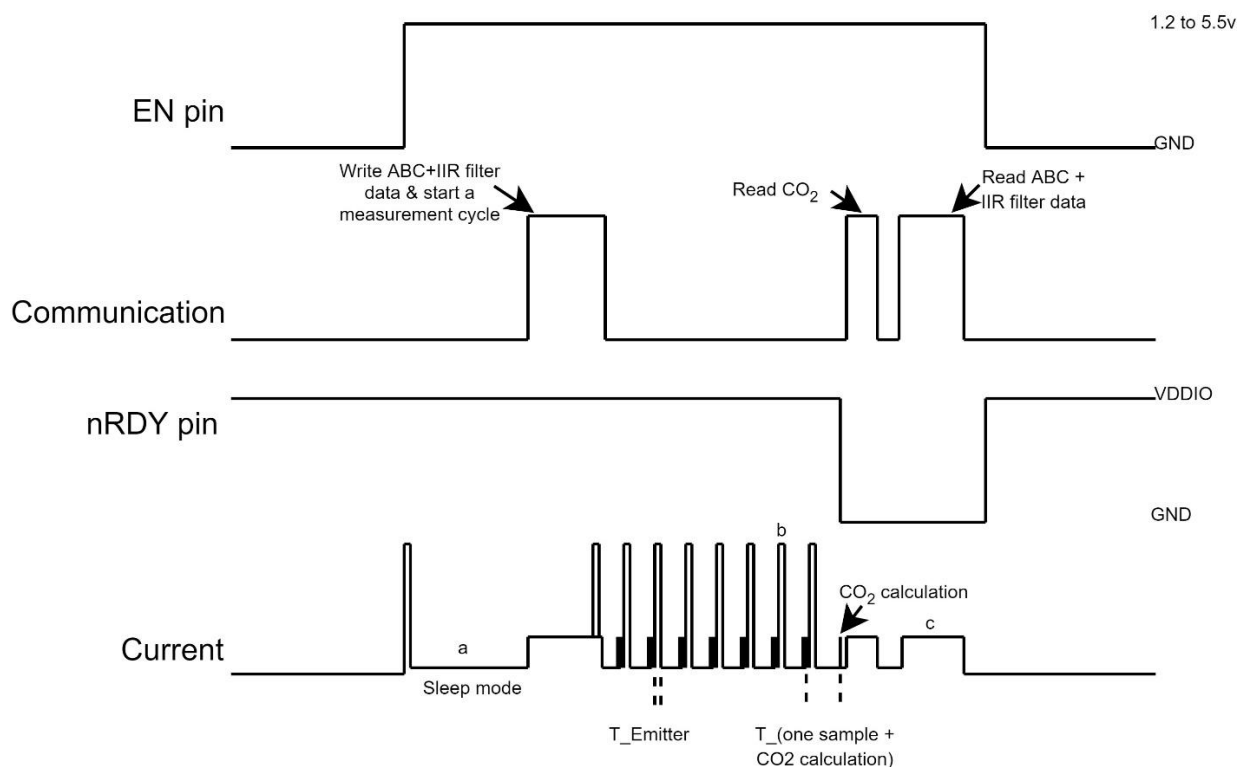 1.2 to 5.5v
EN pin
GND
Write ABC+IIR filter
data & start a
measurement cycle
Read CO2
Read ABC +
IIR filter data
Communication
VDDIO
nRDY pin
GND
b
CO2 calculation
a
c
Current
Sleep mode
T_Emitter
T_(one sample +
CO2 calculation)